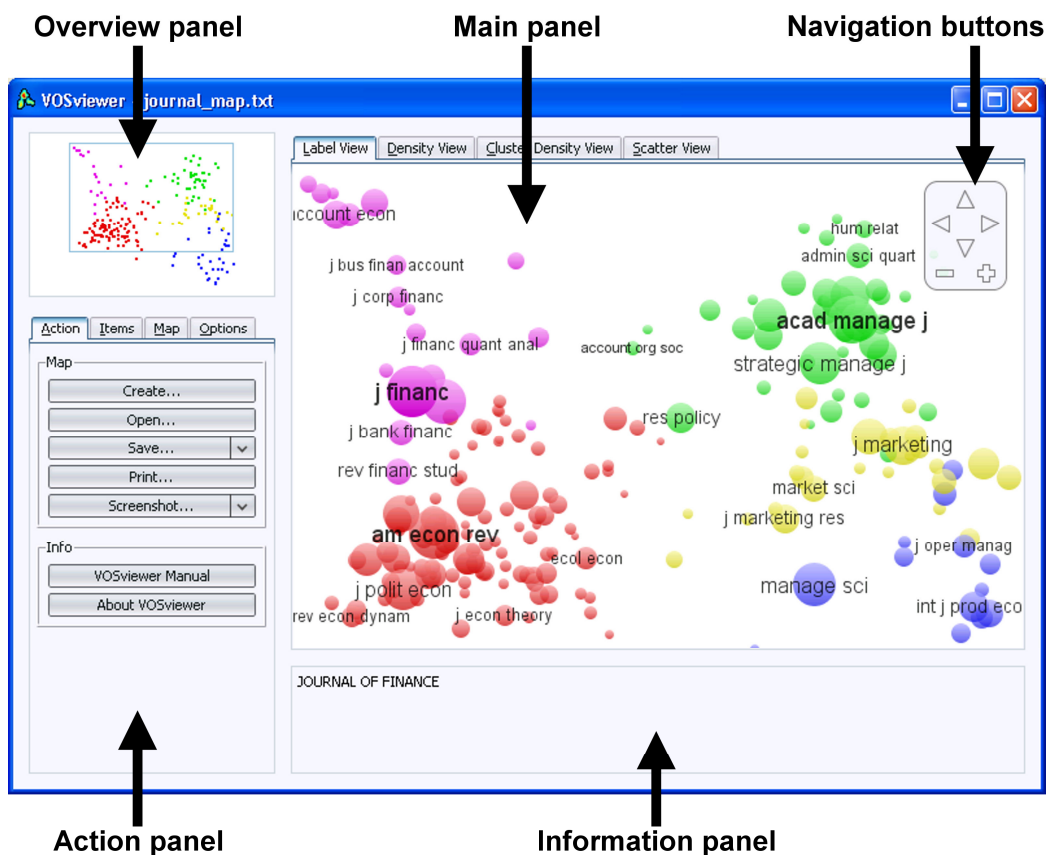 Overview panel
Main panel
Navigation buttons
VOSviewer - journal_map.txt
Label View
Density View
Cluster Density View
Scatter View
account econ
j bus finan account
j corp financ
j financ quant anal
j financ
j bank financ
rev financ stud
am econ rev
j polit econ
rev econ dynam
j econ theory
ecol econ
account org soc
res policy
hum relat
admin sci quart
acad manage j
strategic manage j
j marketing
market sci
j marketing res
j oper manag
manage sci
int j prod eco
Action
Items
Map
Options
Map
Create...
Open...
Save...
Print...
Screenshot...
Info
VOSviewer Manual
About VOSviewer
JOURNAL OF FINANCE
Action panel
Information panel